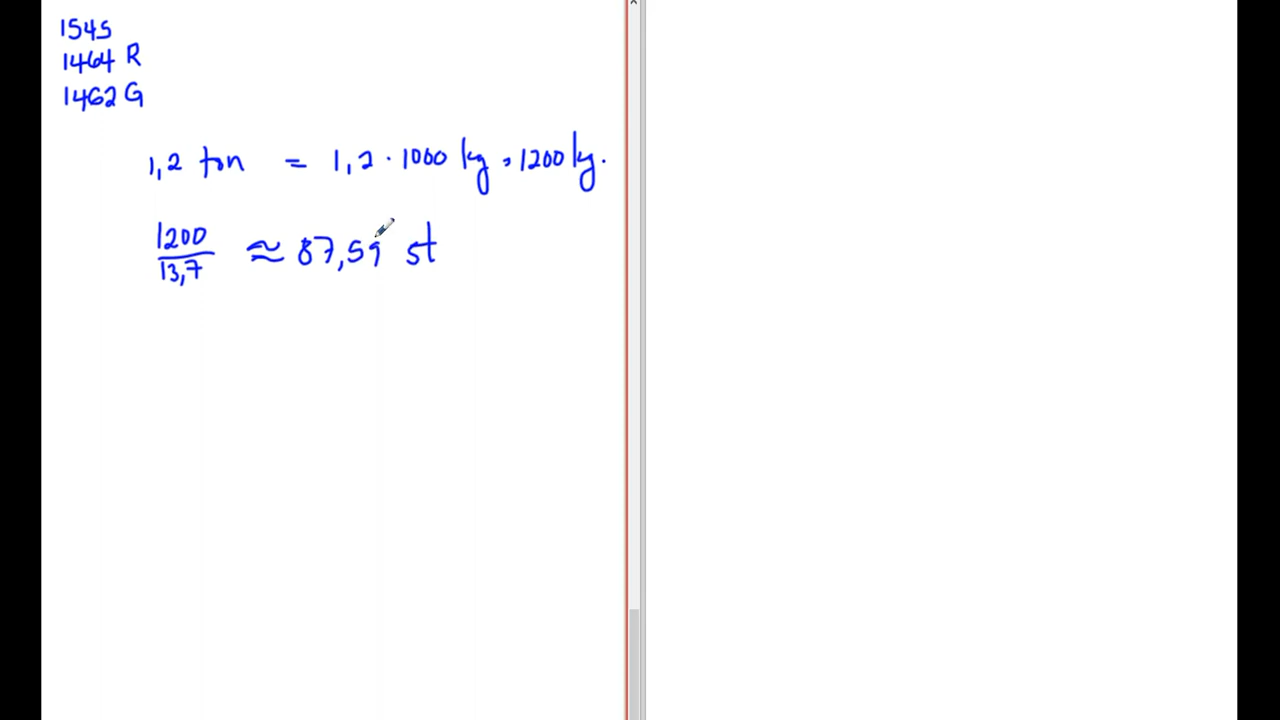 1545
1464 R
1462 G
1,2 ton = 1,2 · 1000 kg = 1200 kg.
1200/13,7 ≈ 87,59 st